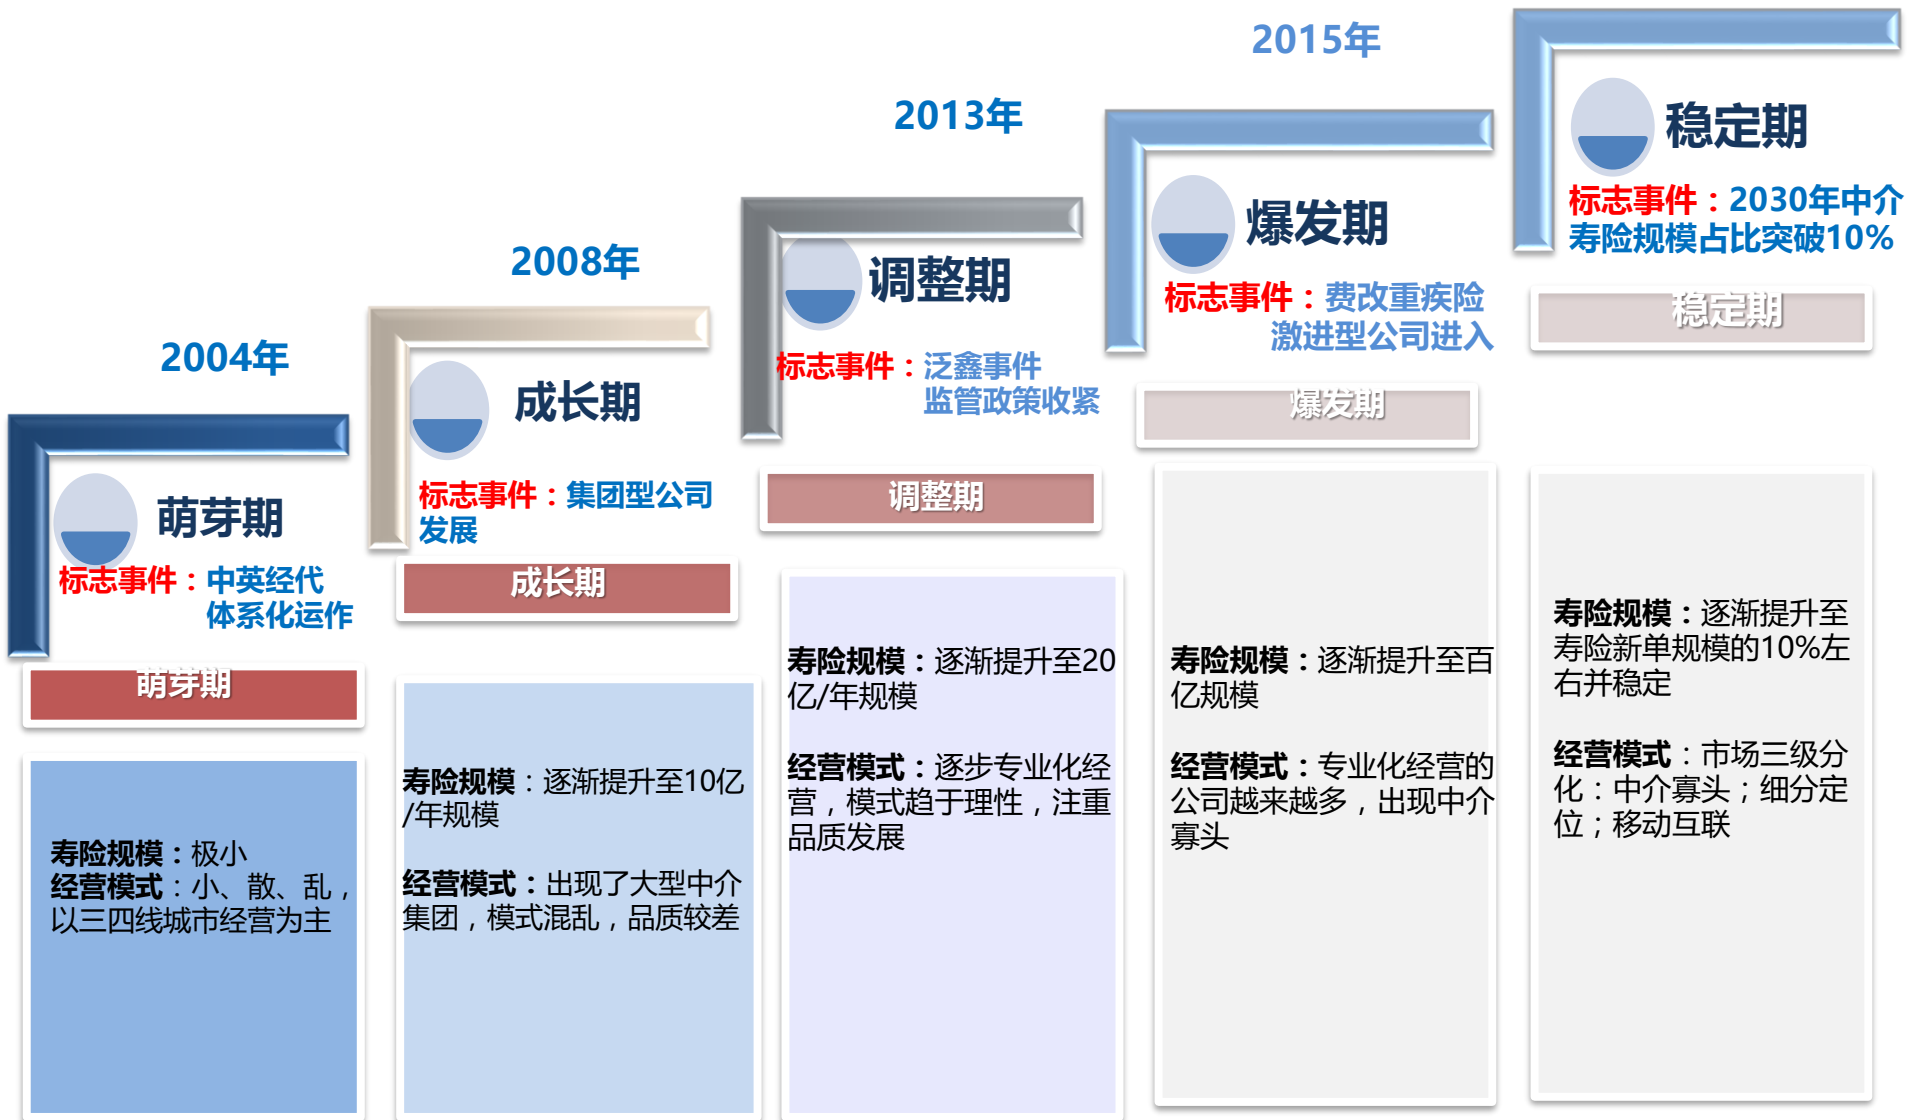 2004年
萌芽期
标志事件：中英经代
体系化运作
萌芽期
寿险规模：极小
经营模式：小、散、乱，
以三四线城市经营为主
2008年
成长期
标志事件：集团型公司
发展
成长期
寿险规模：逐渐提升至10亿
/年规模
经营模式：出现了大型中介
集团，模式混乱，品质较差
2013年
调整期
标志事件：泛鑫事件
监管政策收紧
调整期
寿险规模：逐渐提升至20
亿/年规模
经营模式：逐步专业化经
营，模式趋于理性，注重
品质发展
2015年
爆发期
标志事件：费改重疾险
激进型公司进入
爆发期
寿险规模：逐渐提升至百
亿规模
经营模式：专业化经营的
公司越来越多，出现中介
寡头
稳定期
标志事件：2030年中介
寿险规模占比突破10%
稳定期
寿险规模：逐渐提升至
寿险新单规模的10%左
右并稳定
经营模式：市场三级分
化：中介寡头；细分定
位；移动互联